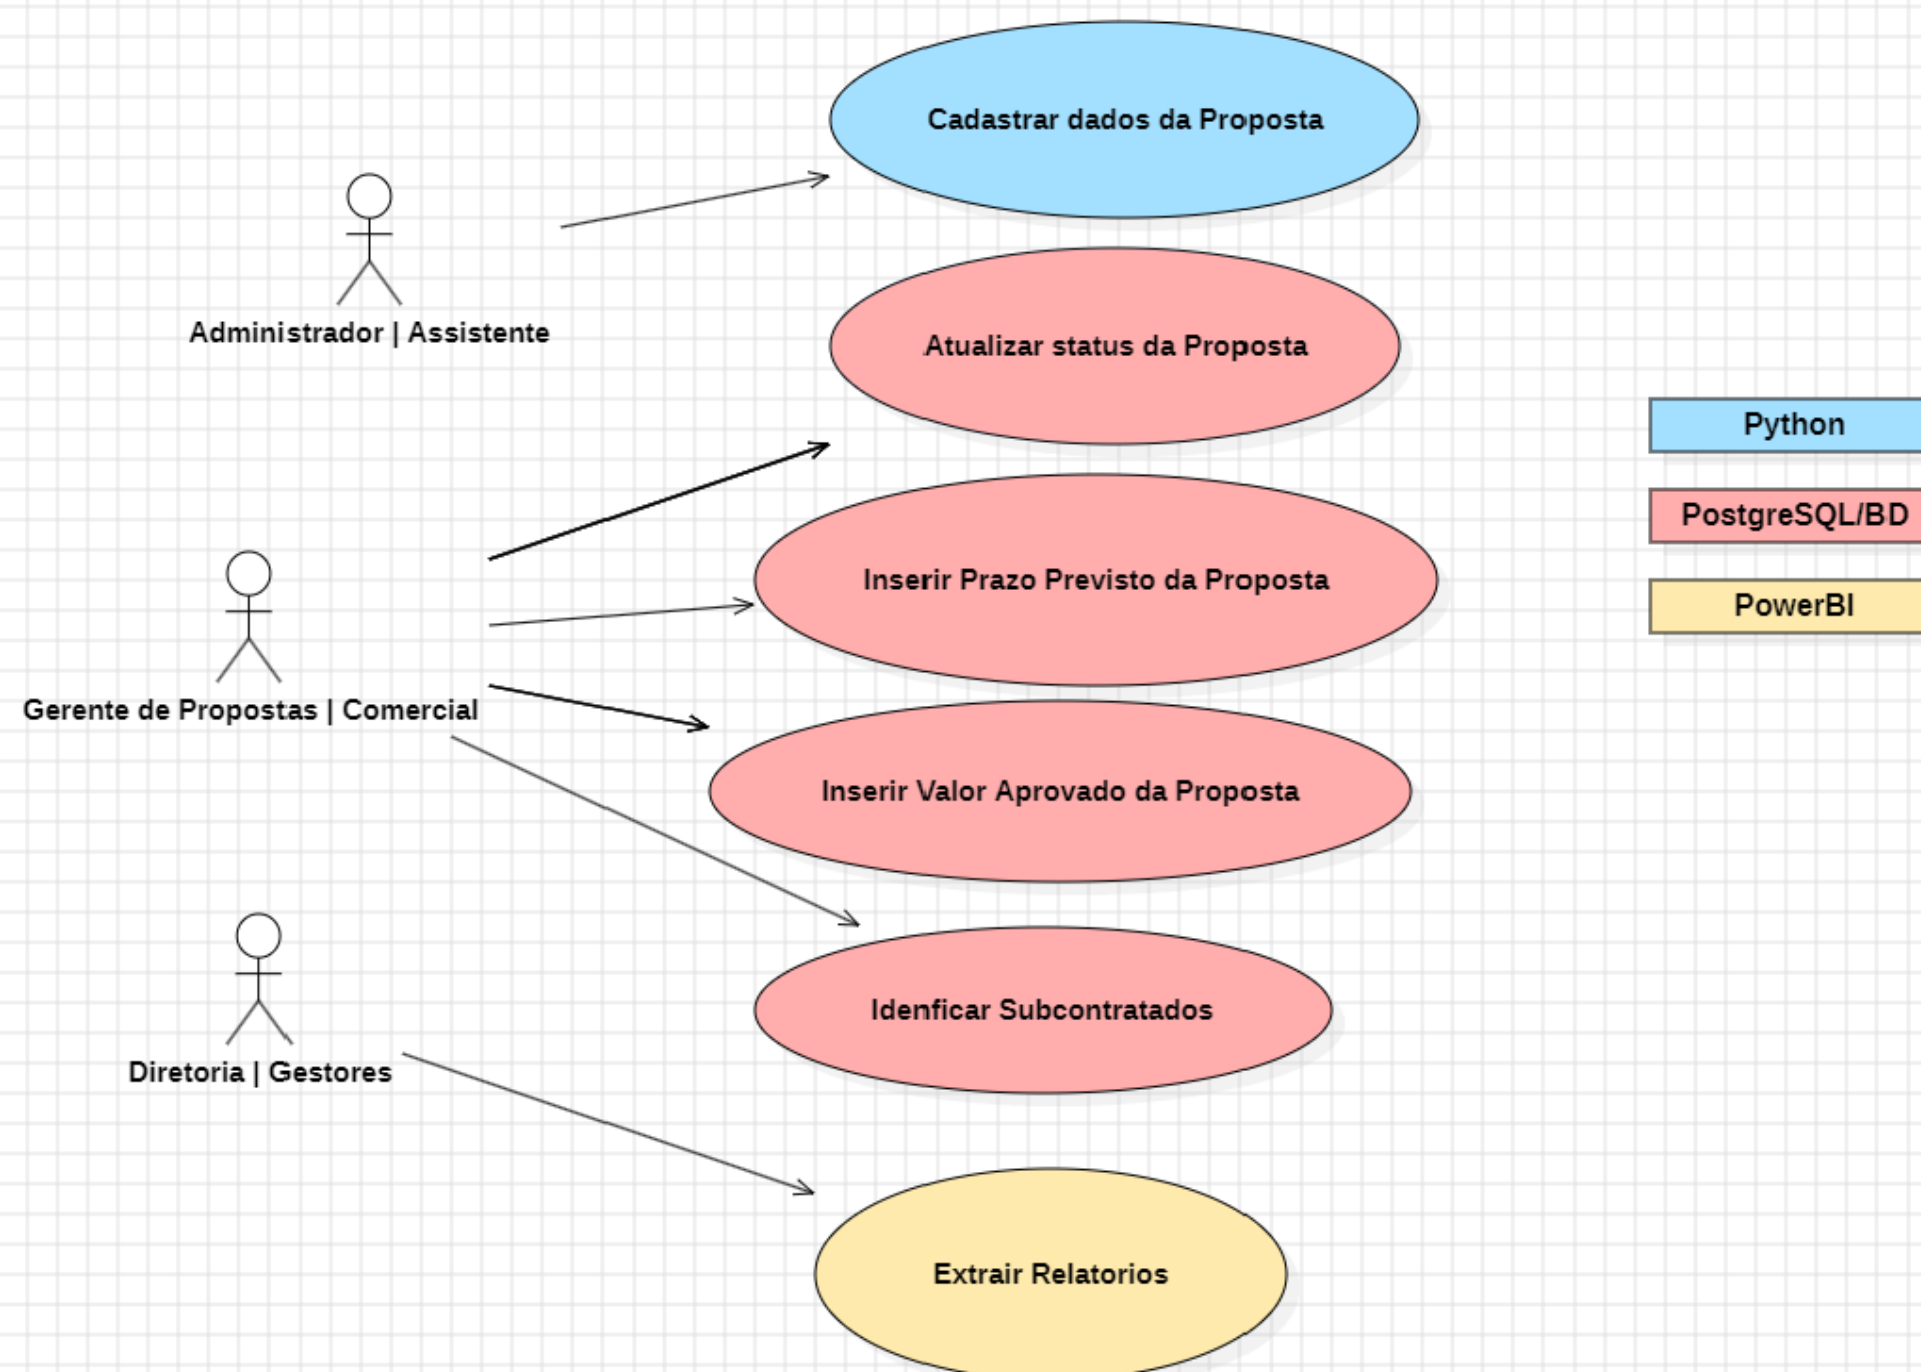 Cadastrar dados da Proposta
Administrador | Assistente
Atualizar status da Proposta
Python
PostgreSQL/BD
Inserir Prazo Previsto da Proposta
PowerBI
Gerente de Propostas | Comercial
Inserir Valor Aprovado da Proposta
Idenficar Subcontratados
Diretoria | Gestores
Extrair Relatorios